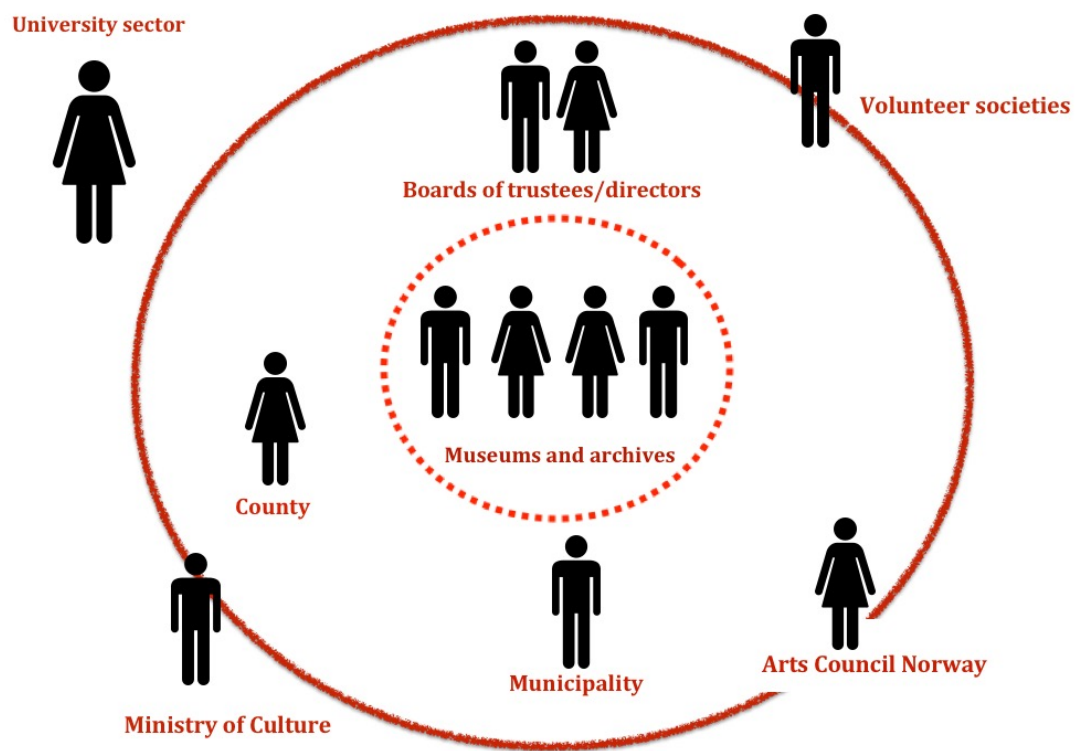 University sector
Volunteer societies
Boards of trustees/directors
Museums and archives
County
Arts Council Norway
Municipality
Ministry of Culture